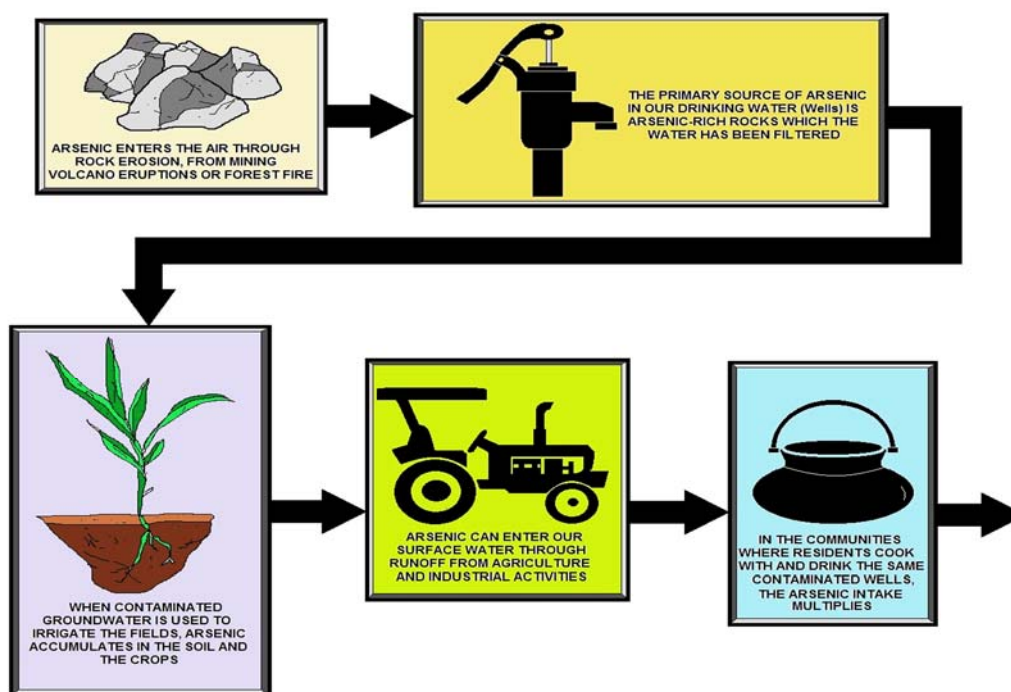 ARSENIC ENTERS THE AIR THROUGH
ROCK EROSION, FROM MINING
VOLCANO ERUPTIONS OR FOREST FIRE
THE PRIMARY SOURCE OF ARSENIC
IN OUR DRINKING WATER (Wells) IS
ARSENIC-RICH ROCKS WHICH THE
WATER HAS BEEN FILTERED
WHEN CONTAMINATED
GROUNDWATER IS USED TO
IRRIGATE THE FIELDS, ARSENIC
ACCUMULATES IN THE SOIL AND
THE CROPS
ARSENIC CAN ENTER OUR
SURFACE WATER THROUGH
RUNOFF FROM AGRICULTURE
AND INDUSTRIAL ACTIVITIES
IN THE COMMUNITIES
WHERE RESIDENTS COOK
WITH AND DRINK THE SAME
CONTAMINATED WELLS,
THE ARSENIC INTAKE
MULTIPLIES